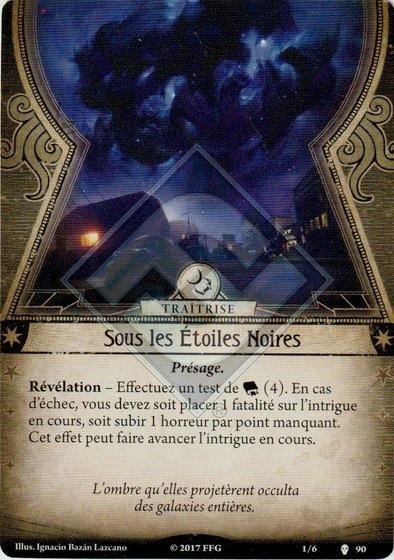 TRAÎTRISE
Sous les Étoiles Noires
Présage.
Révélation – Effectuez un test de (4). En cas
d'échec, vous devez soit placer 1 fatalité sur l'intrigue
en cours, soit subir 1 horreur par point manquant.
Cet effet peut faire avancer l'intrigue en cours.
L'ombre qu'elles projetèrent occulta
des galaxies entières.
®
Illus. Ignacio Bazán Lazcano © 2017 FFG 1/6 90